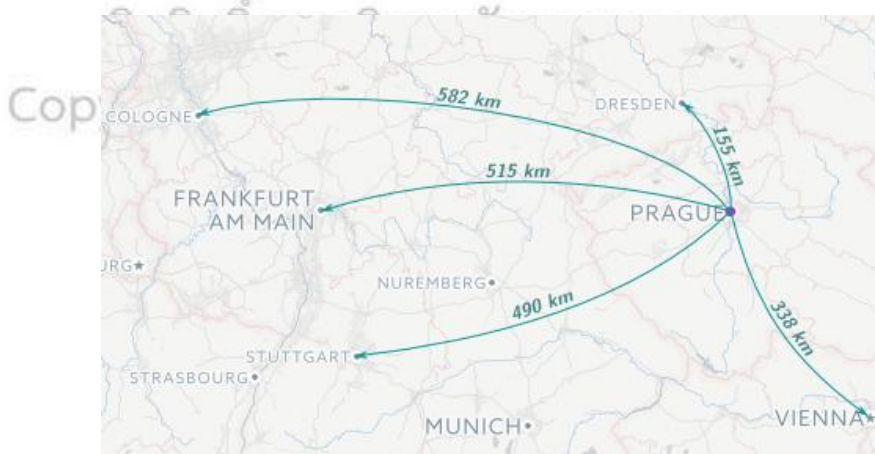 Cop
COLOGNE
582 km
DRESDEN
155 km
515 km
FRANKFURT
AM MAIN
PRAGUE
URG
NUREMBERG
490 km
338 km
STUTTGART
STRASBOURG
MUNICH
VIENNA